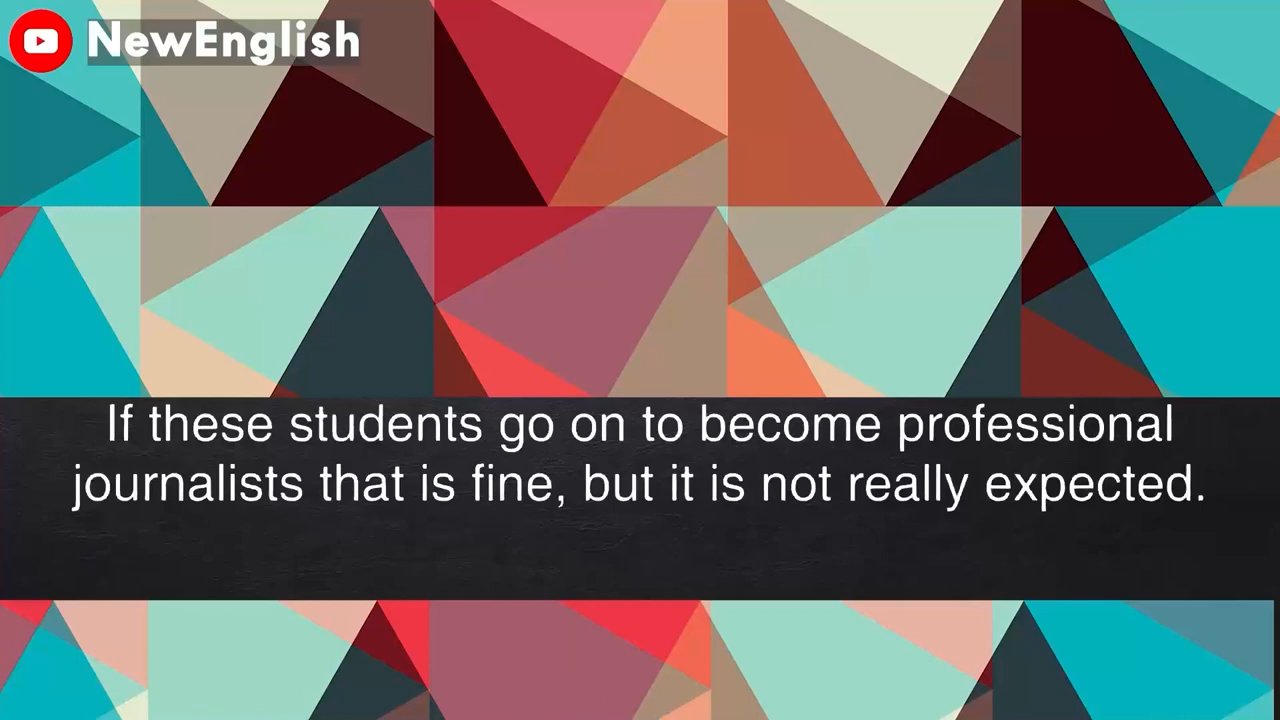 NewEnglish
If these students go on to become professional
journalists that is fine, but it is not really expected.